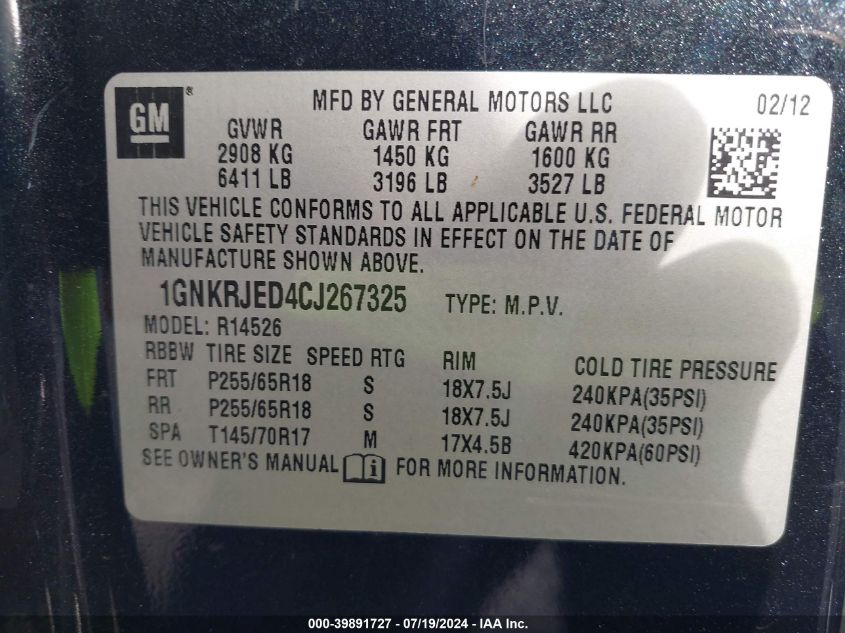 GM ®
MFD BY GENERAL MOTORS LLC 02/12
GVWR GAWR FRT GAWR RR
2908 KG 1450 KG 1600 KG
6411 LB 3196 LB 3527 LB
THIS VEHICLE CONFORMS TO ALL APPLICABLE U.S. FEDERAL MOTOR
VEHICLE SAFETY STANDARDS IN EFFECT ON THE DATE OF
MANUFACTURE SHOWN ABOVE.
1GNKRJED4CJ267325 TYPE: M.P.V.
MODEL: R14526
RBBW TIRE SIZE SPEED RTG RIM COLD TIRE PRESSURE
FRT P255/65R18 S 18X7.5J 240KPA(35PSI)
RR P255/65R18 S 18X7.5J 240KPA(35PSI)
SPA T145/70R17 M 17X4.5B 420KPA(60PSI)
SEE OWNER'S MANUAL i FOR MORE INFORMATION.
000-39891727 - 07/19/2024 - IAA Inc.